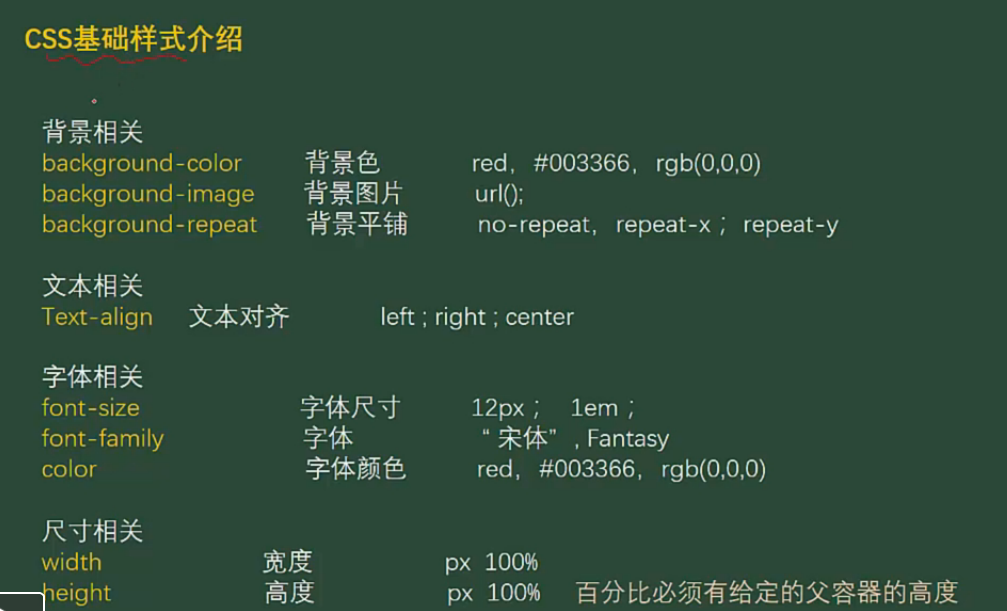 CSS基础样式介绍
背景相关
background-color 背景色 red, #003366, rgb(0,0,0)
background-image 背景图片 url();
background-repeat 背景平铺 no-repeat, repeat-x ; repeat-y
文本相关
Text-align 文本对齐 left ; right ; center
字体相关
font-size 字体尺寸 12px ; 1em ;
font-family 字体 “宋体” , Fantasy
color 字体颜色 red, #003366, rgb(0,0,0)
尺寸相关
width 宽度 px 100%
height 高度 px 100% 百分比必须有给定的父容器的高度